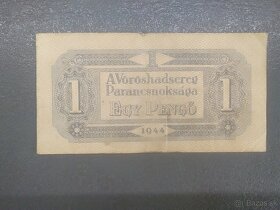 A Vöröshadsereg
Parancsnoksága
1 EGY PENGŐ 1
1944
Bazos.sk